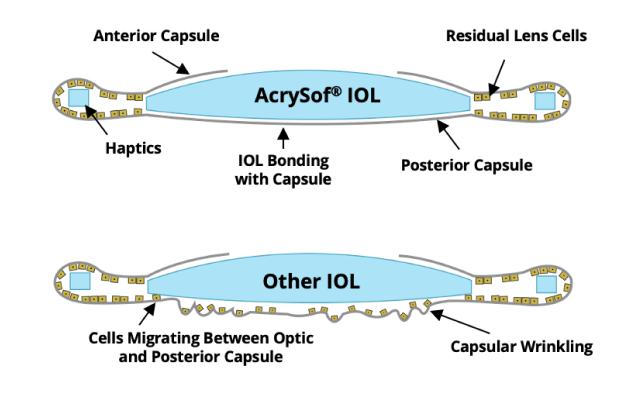 Anterior Capsule
Residual Lens Cells
AcrySof® IOL
Haptics
IOL Bonding
with Capsule
Posterior Capsule
Other IOL
Cells Migrating Between Optic
and Posterior Capsule
Capsular Wrinkling